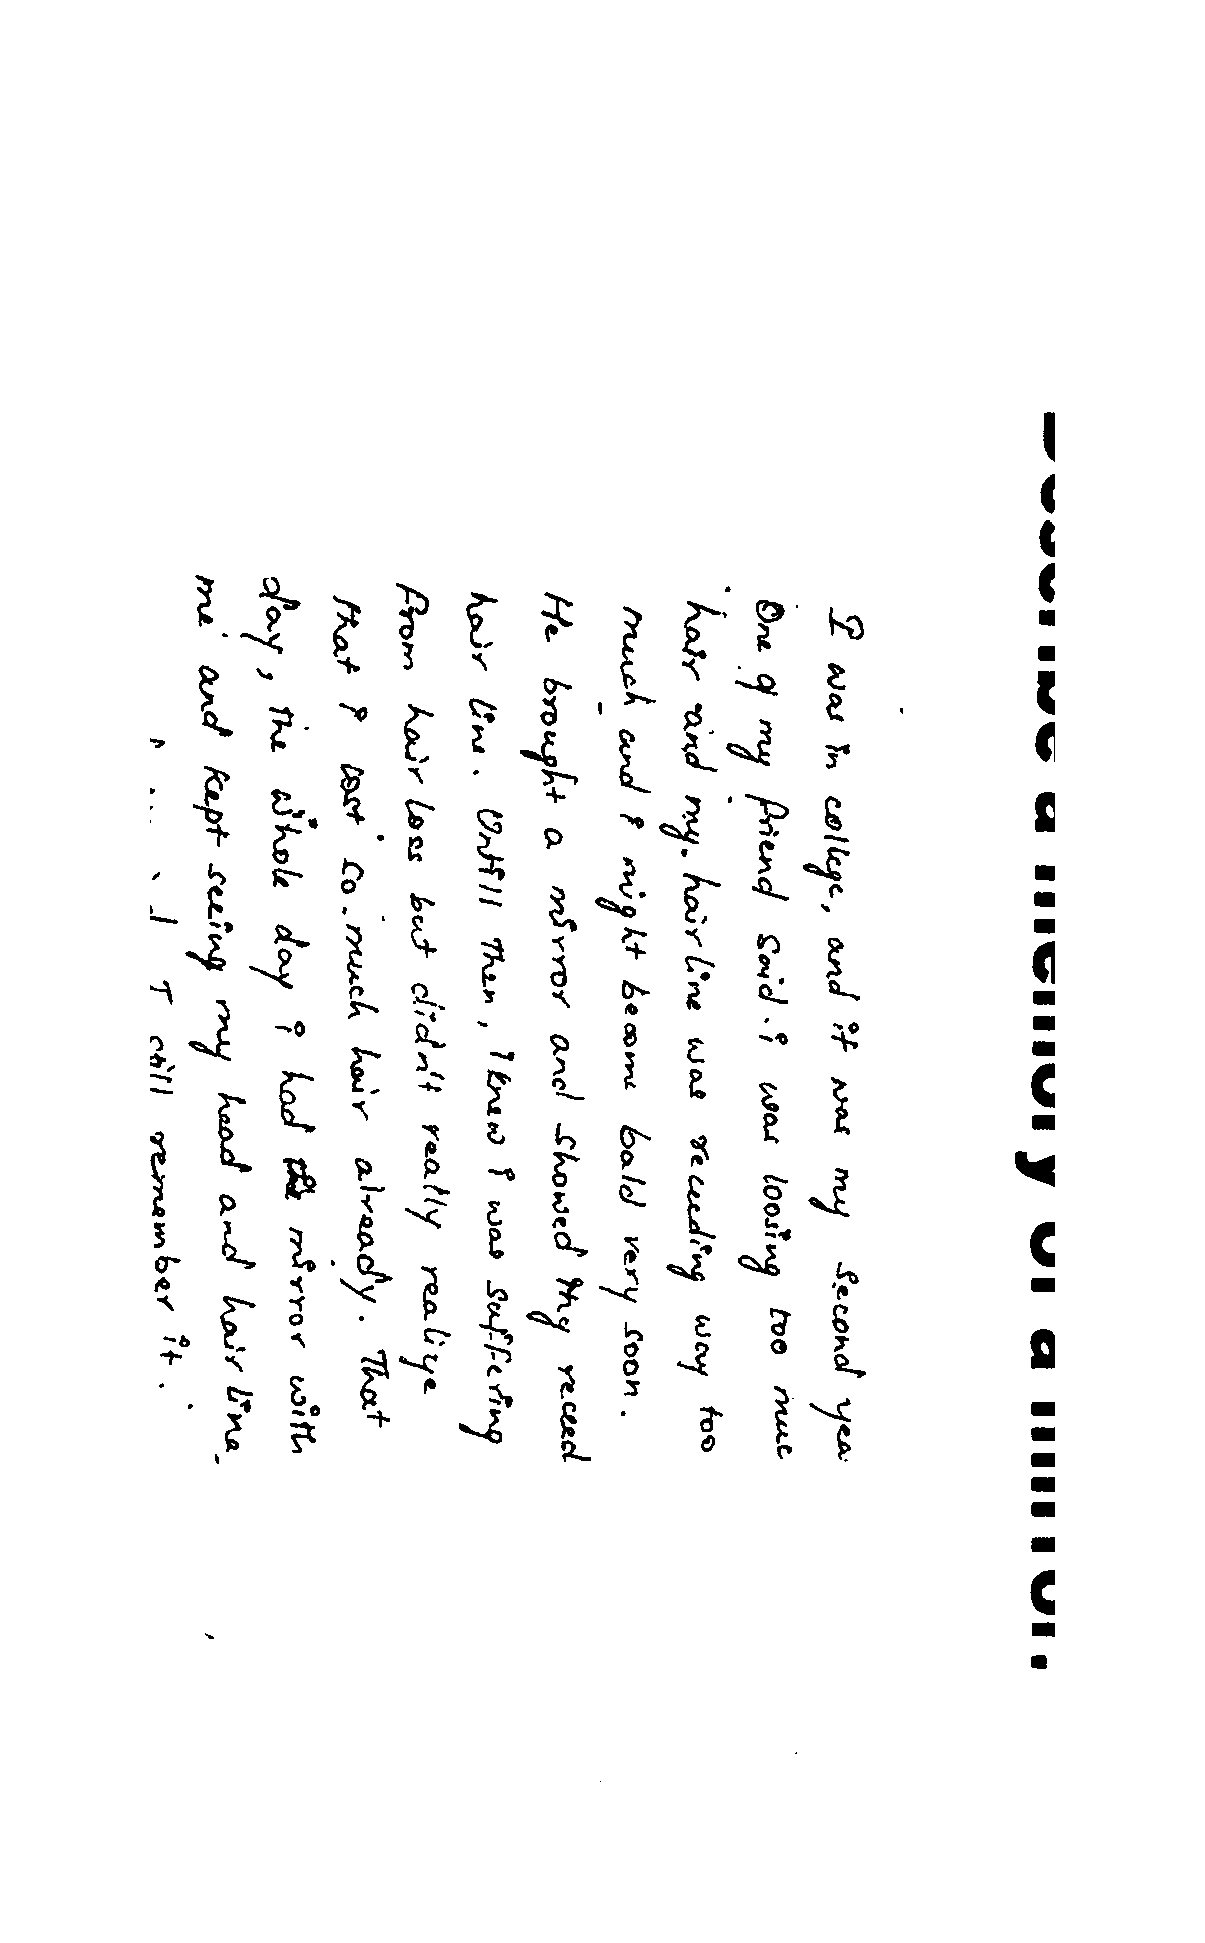 Describe a memory of a mirror.
I was in college, and it was my second yea
One of my friend said i was loosing too muc
hair and my hairline was receeding way too
much and i might become bald very soon.
He brought a mirror and showed my receed
hair line. Untill then, I knew i was suffering
from hair loss but didn't really realize
that i lost so much hair already. That
day, the whole day i had the mirror with
me and kept seeing my head and hair line.
I still remember it.